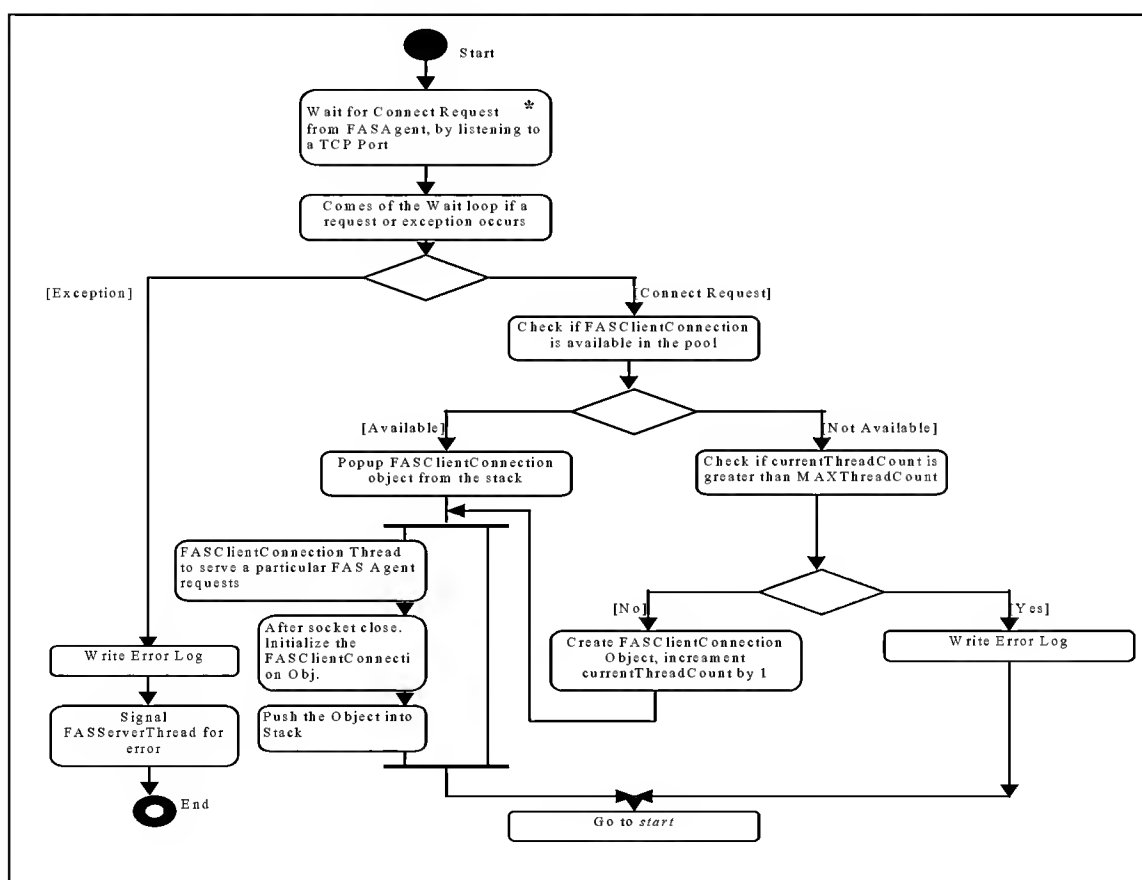 Start
Wait for Connect Request *
from FASAgent, by listening to
a TCP Port
Comes of the Wait loop if a
request or exception occurs
[Exception]
[Connect Request]
Check if FASClientConnection
is available in the pool
[Available]
[Not Available]
Popup FASClientConnection
object from the stack
Check if currentThreadCount is
greater than MAXThreadCount
FASClientConnection Thread
to serve a particular FAS Agent
requests
[No]
[Yes]
After socket close.
Initialize the
FASClientConnecti
on Obj.
Create FASClientConnection
Object, increament
currentThreadCount by 1
Write Error Log
Write Error Log
Push the Object into
Stack
Signal
FASServerThread for
error
End
Go to start